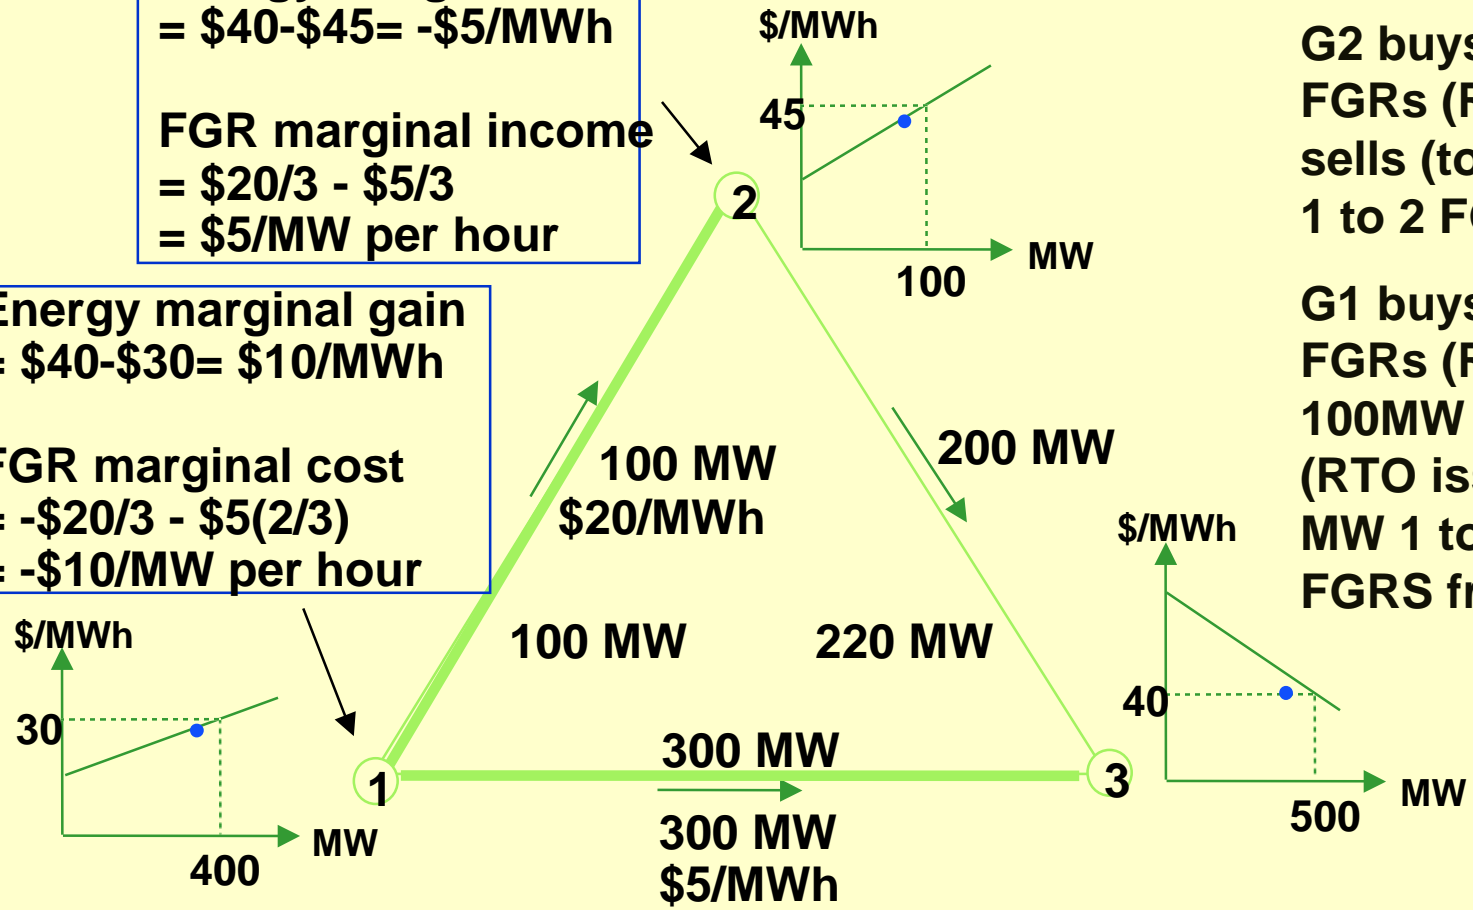 = $40-$45= -$5/MWh
FGR marginal income
= $20/3 - $5/3
= $5/MW per hour
Energy marginal gain
= $40-$30= $10/MWh
FGR marginal cost
= -$20/3 - $5(2/3)
= -$10/MW per hour
$/MWh
45
100
MW
2
G2 buys
FGRs (
sells (to
1 to 2
G1 buys
FGRs (
100MW
(RTO
MW 1 to
FGRS
100 MW
$20/MWh
200 MW
100 MW
220 MW
$/MWh
30
400
MW
1
300 MW
300 MW
$5/MWh
3
$/MWh
40
500
MW